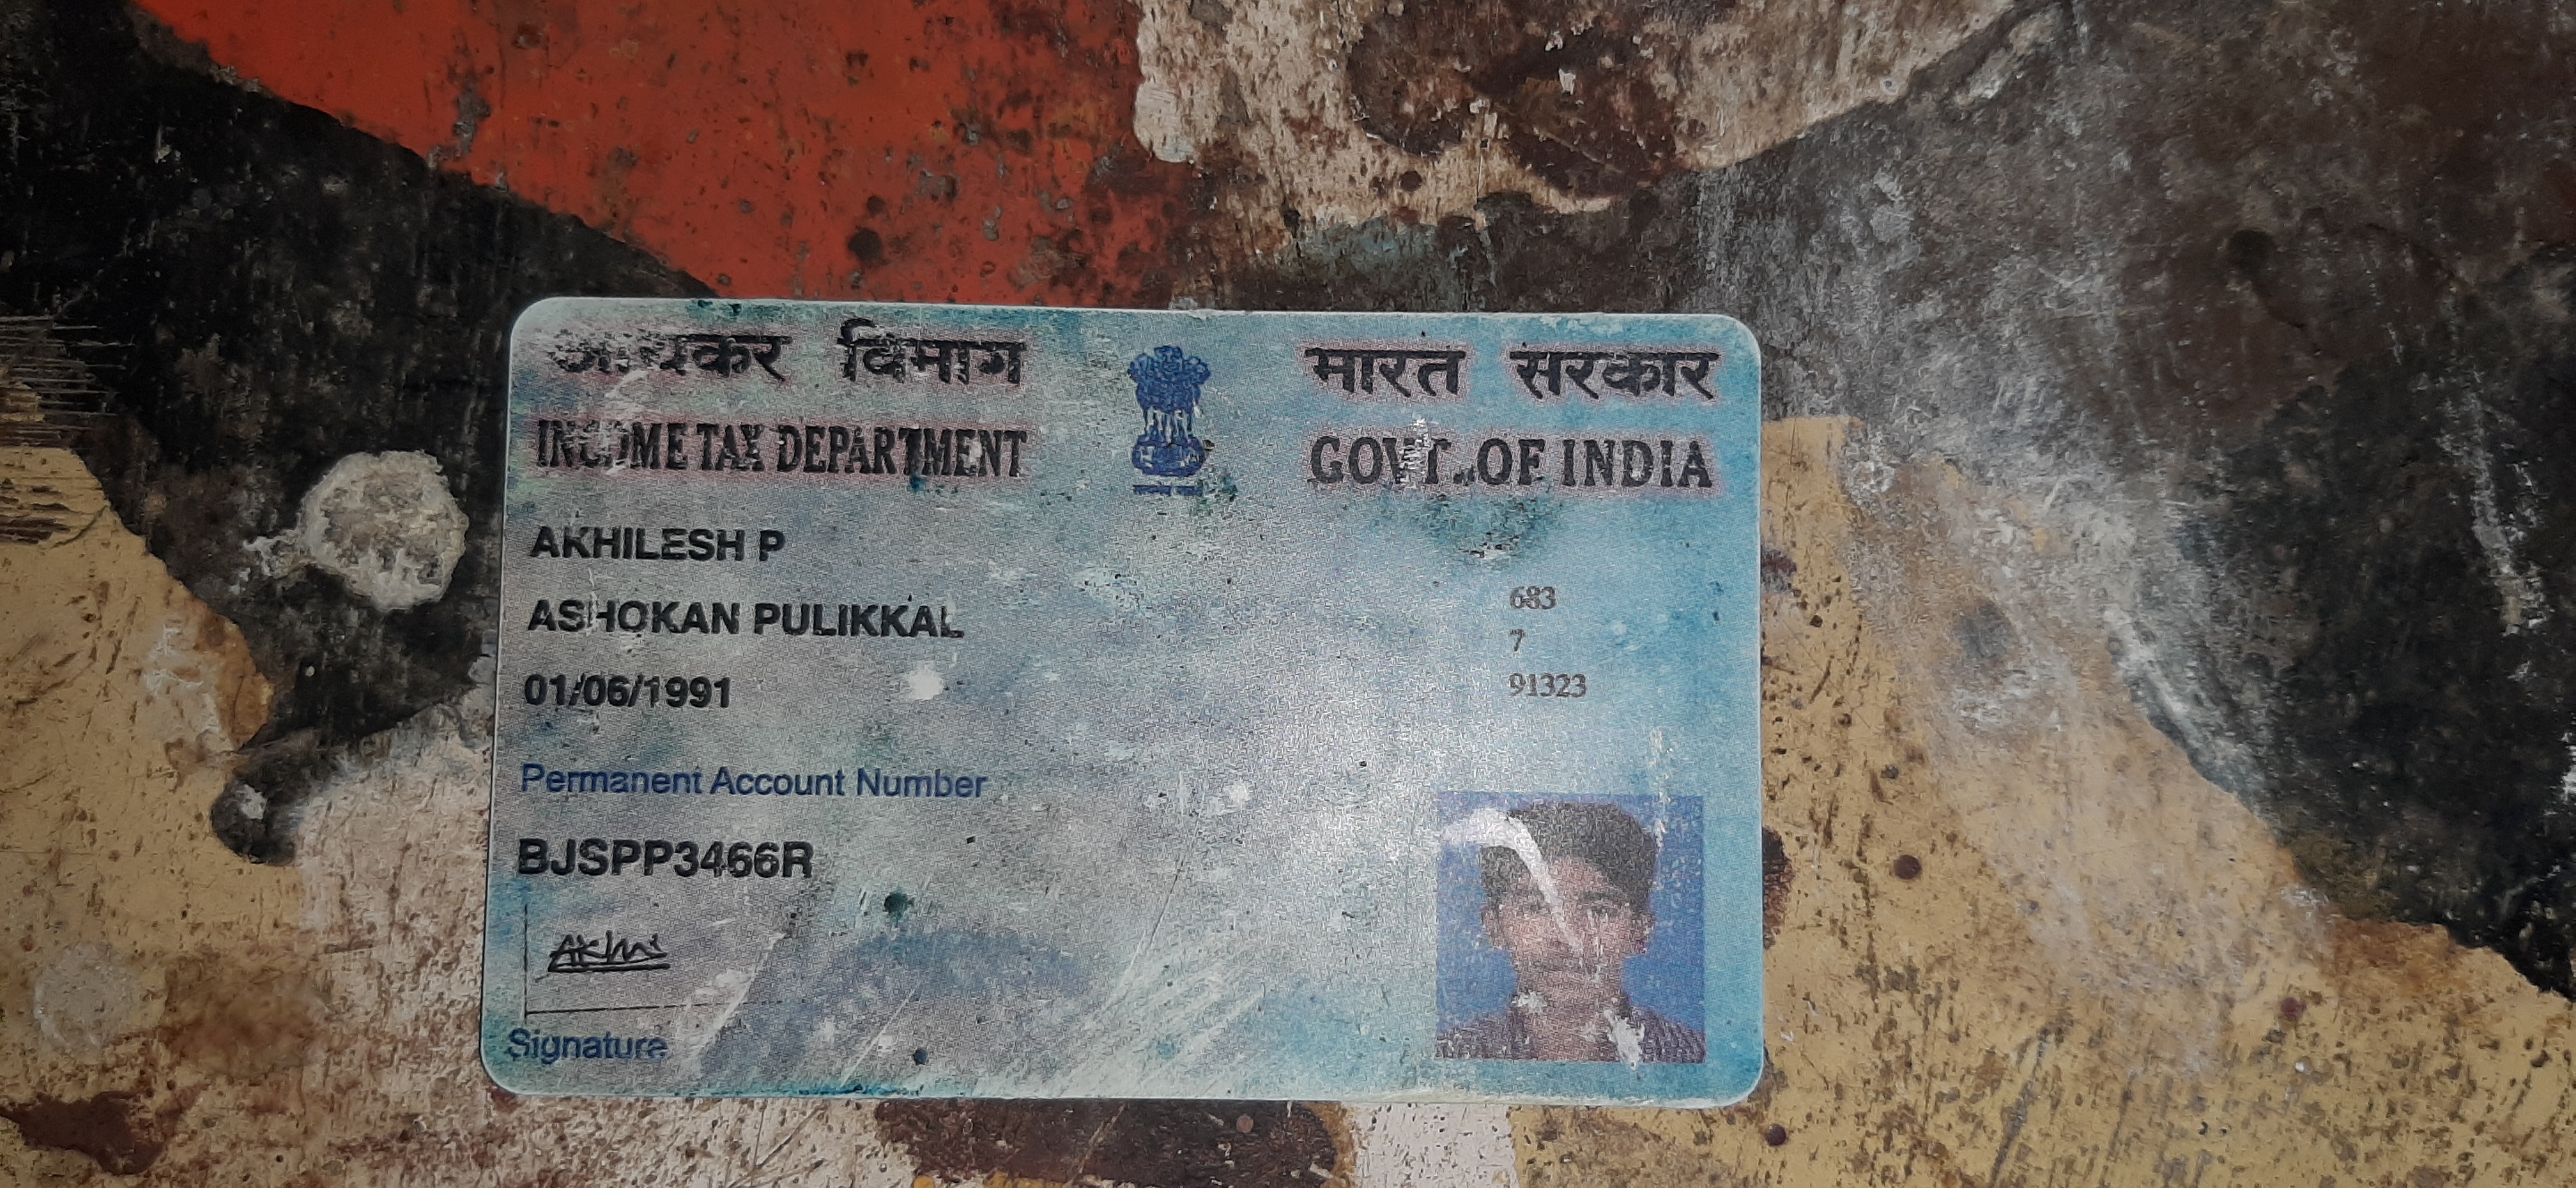 आयकर विभाग
INCOME TAX DEPARTMENT
भारत सरकार
GOVT. OF INDIA
AKHILESH P
ASHOKAN PULIKKAL
01/06/1991
Permanent Account Number
BJSPP3466R
Signature
683
7
91323